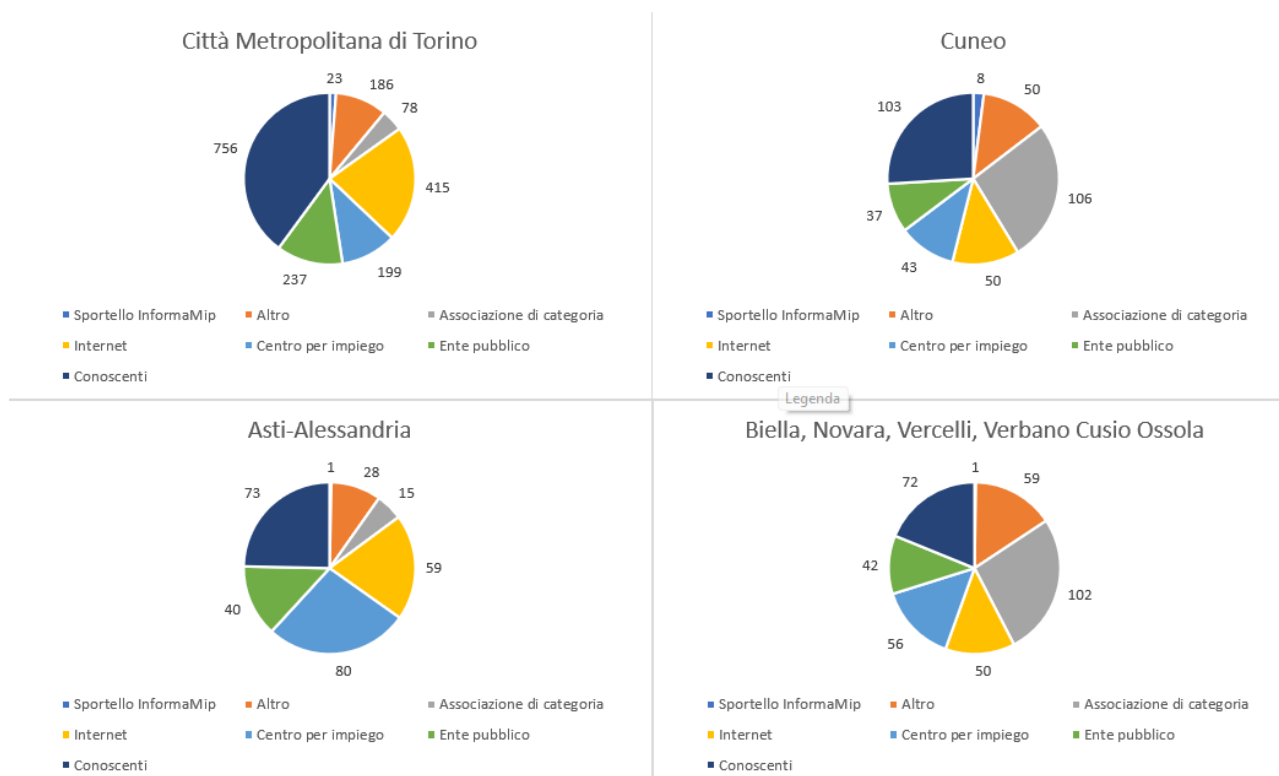 Città Metropolitana di Torino
23
186
78
756
415
237
199
Sportello InformaMip Altro Associazione di categoria
Internet Centro per impiego Ente pubblico
Conoscenti
Cuneo
8
50
103
106
37
43
50
Sportello InformaMip Altro Associazione di categoria
Internet Centro per impiego Ente pubblico
Conoscenti
Legenda
Asti-Alessandria
1
28
73
15
59
40
80
Sportello InformaMip Altro Associazione di categoria
Internet Centro per impiego Ente pubblico
Conoscenti
Biella, Novara, Vercelli, Verbano Cusio Ossola
1
59
72
42
102
56
50
Sportello InformaMip Altro Associazione di categoria
Internet Centro per impiego Ente pubblico
Conoscenti